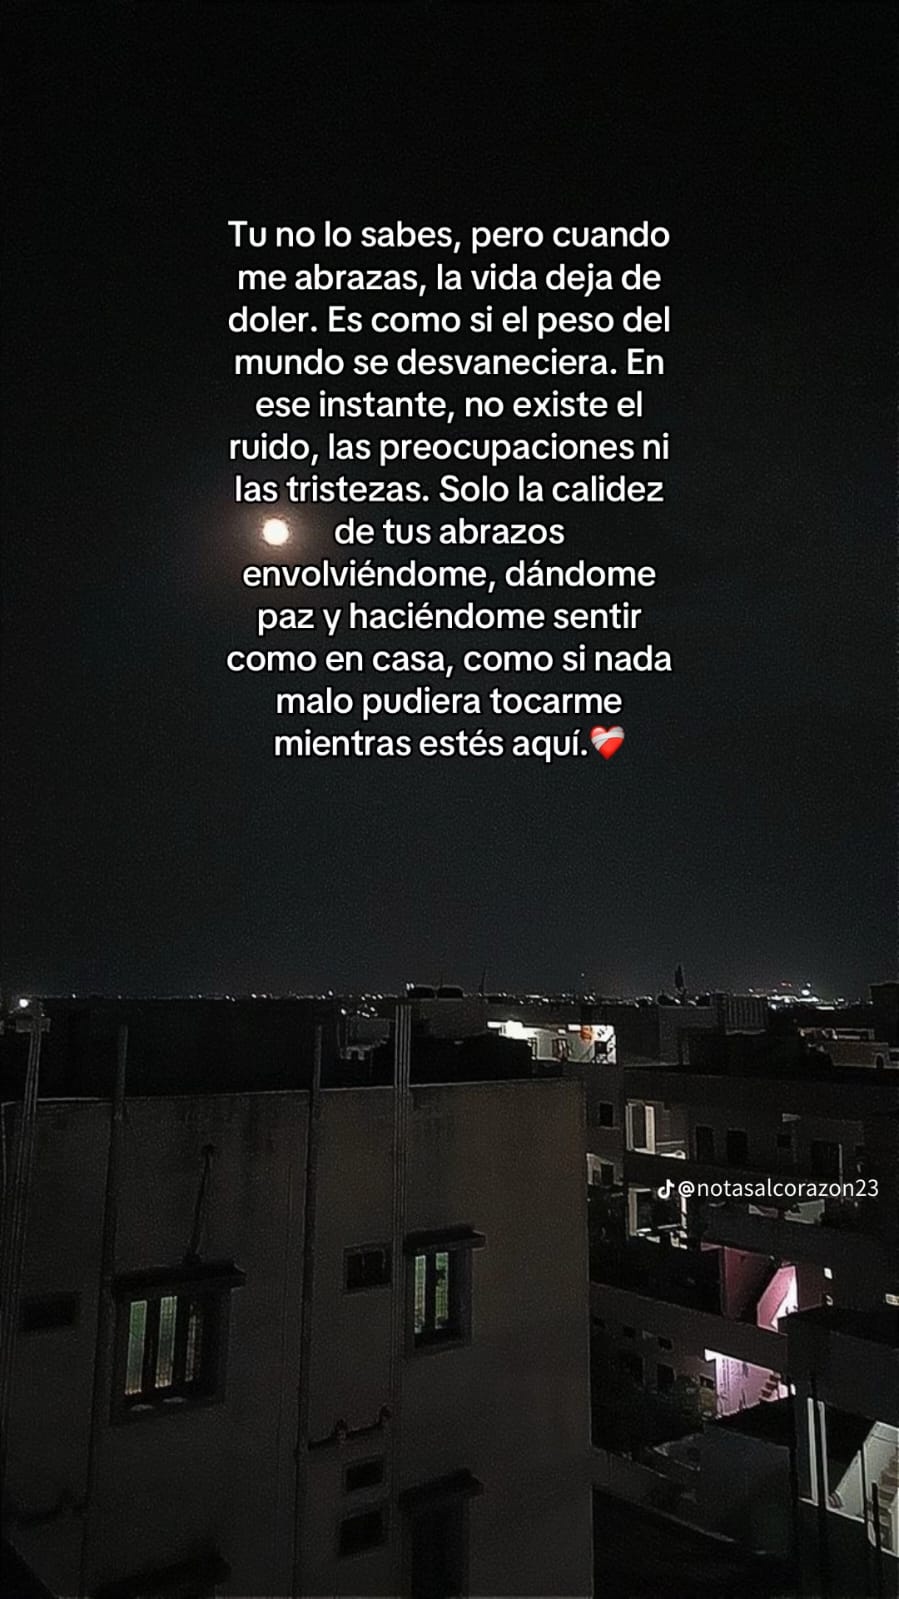 Tu no lo sabes, pero cuando
me abrazas, la vida deja de
doler. Es como si el peso del
mundo se desvaneciera. En
ese instante, no existe el
ruido, las preocupaciones ni
las tristezas. Solo la calidez
de tus abrazos
envolviéndome, dándome
paz y haciéndome sentir
como en casa, como si nada
malo pudiera tocarme
mientras estés aquí.❤️‍🩹
@notasalcorazon23